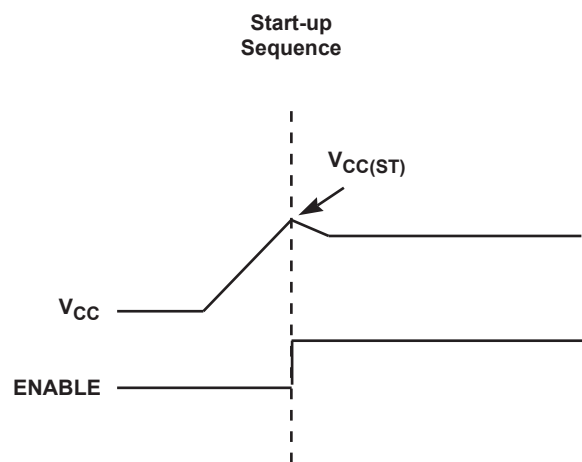 Start-up
Sequence
VCC(ST)
VCC
ENABLE